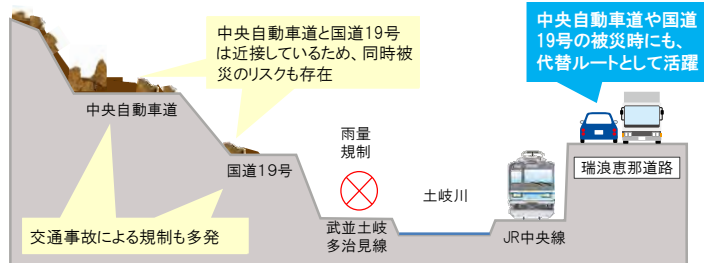 中央自動車道と国道19号
は近接しているため、同時被
災のリスクも存在
中央自動車道や国道
19号の被災時にも、
代替ルートとして活躍
中央自動車道
雨量
規制
国道19号
土岐川
瑞浪恵那道路
交通事故による規制も多発
武並土岐
多治見線
JR中央線